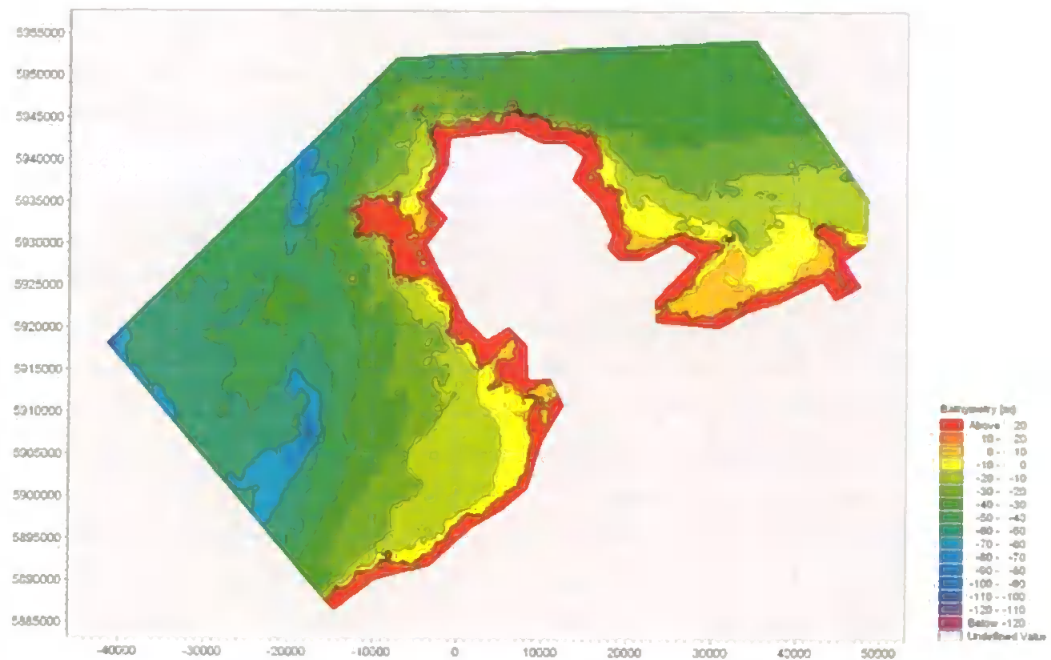 5955000
5950000
5945000
5940000
5935000
5930000
5925000
5920000
5915000
5910000
5905000
5900000
5895000
5890000
5885000
-40000 -30000 -20000 -10000 0 10000 20000 30000 40000 50000
Bathymetry [m]
Above 20
10 - 20
0 - 10
-10 - 0
-20 - -10
-30 - -20
-40 - -30
-50 - -40
-60 - -50
-70 - -60
-80 - -70
-90 - -80
-100 - -90
-110 - -100
-120 - -110
Below -120
Undefined Value